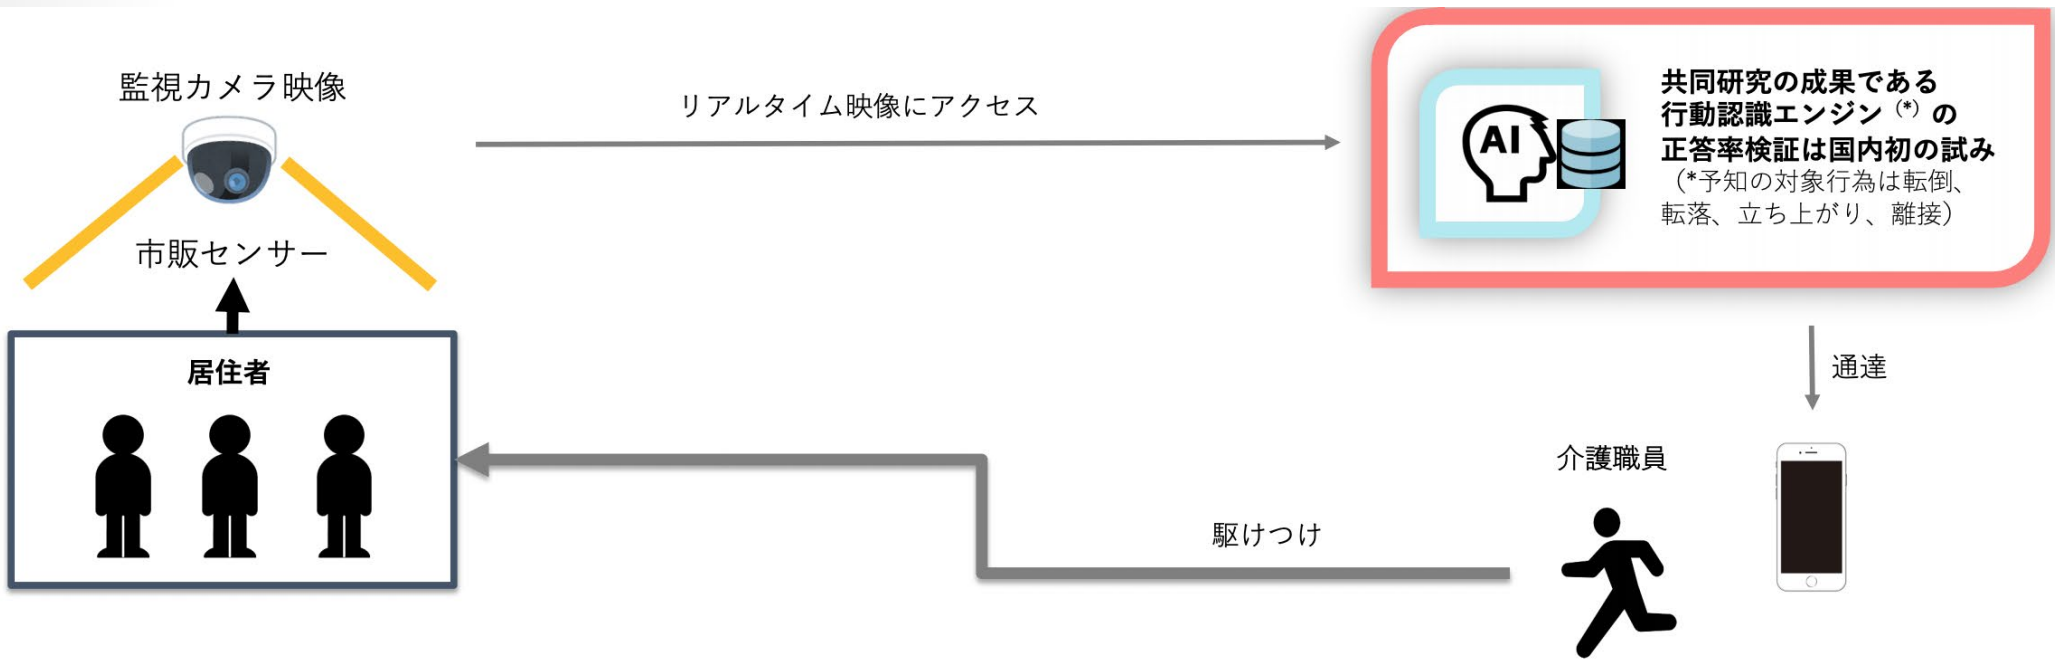 監視カメラ映像
市販センサー
居住者
リアルタイム映像にアクセス
AI
共同研究の成果である
行動認識エンジン（*）の
正答率検証は国内初の試み
（*予知の対象行為は転倒、
転落、立ち上がり、離接）
通達
介護職員
駆けつけ